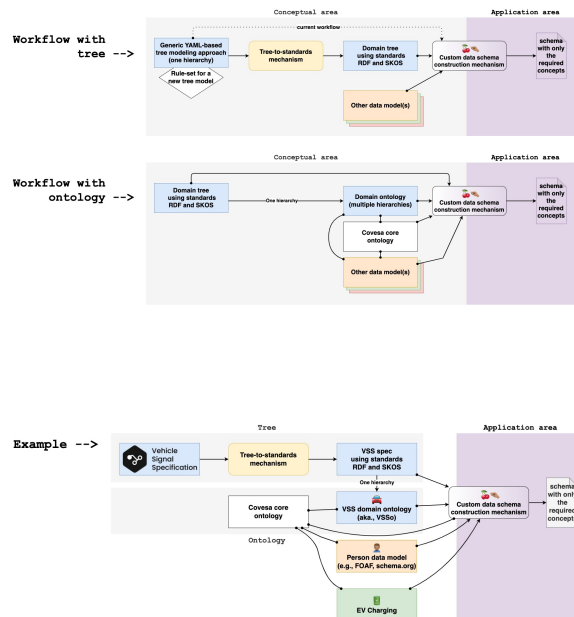 Conceptual area
Application area
Workflow with
tree -->
current workflow
Generic YAML-based
tree modeling approach
(one hierarchy)
Rule-set for a
new tree model
Tree-to-standards
mechanism
Domain tree
using standards
RDF and SKOS
Other data model(s)
Custom data schema
construction mechanism
schema
with only
the
required
concepts
Conceptual area
Application area
Workflow with
ontology -->
Domain tree
using standards
RDF and SKOS
One hierarchy
Domain ontology
(multiple hierarchies)
Covesa core
ontology
Other data model(s)
Custom data schema
construction mechanism
schema
with only
the
required
concepts
Tree
Application area
Example -->
Vehicle
Signal
Specification
Tree-to-standards
mechanism
VSS spec
using standards
RDF and SKOS
One hierarchy
Covesa core
ontology
VSS domain ontology
(aka., VSSo)
Ontology
Person data model
(e.g., FOAF, schema.org)
EV Charging
Custom data schema
construction mechanism
schema
with only
the
required
concept